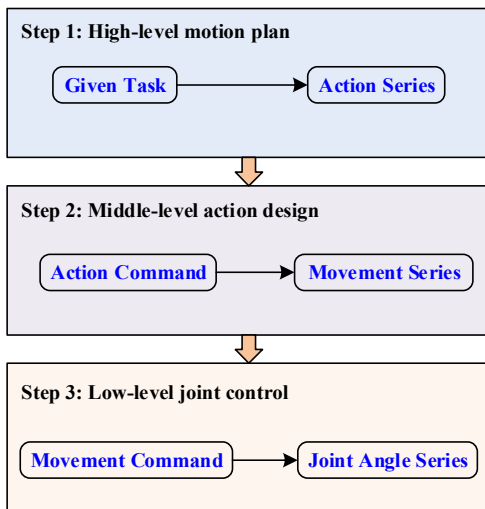 Step 1: High-level motion plan
Given Task
Action Series
Step 2: Middle-level action design
Action Command
Movement Series
Step 3: Low-level joint control
Movement Command
Joint Angle Series